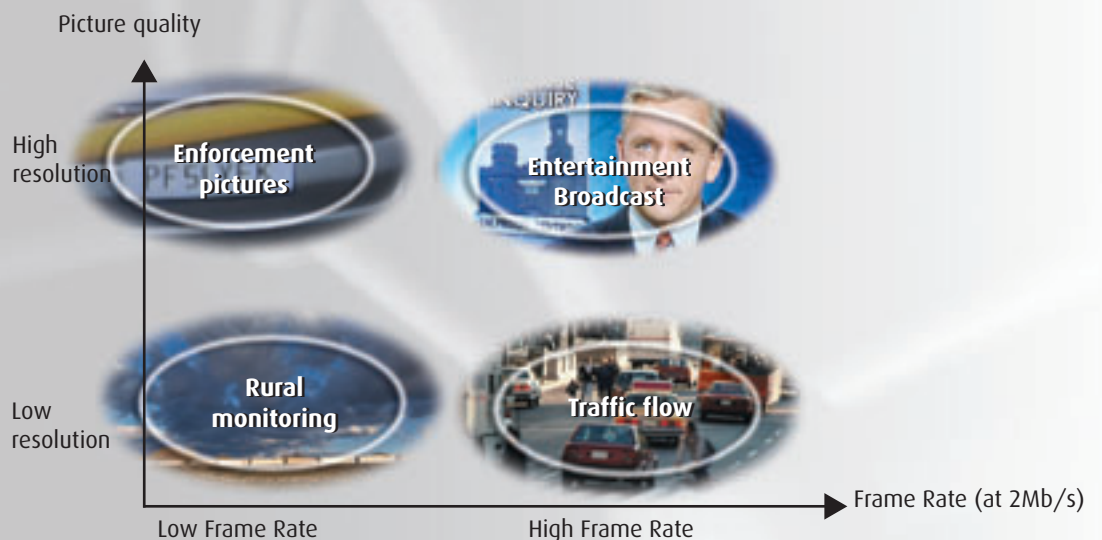 Picture quality
High
resolution
Enforcement
pictures
INQUIRY
Entertainment
Broadcast
Low
resolution
Rural
monitoring
Traffic flow
Frame Rate (at 2Mb/s)
Low Frame Rate
High Frame Rate